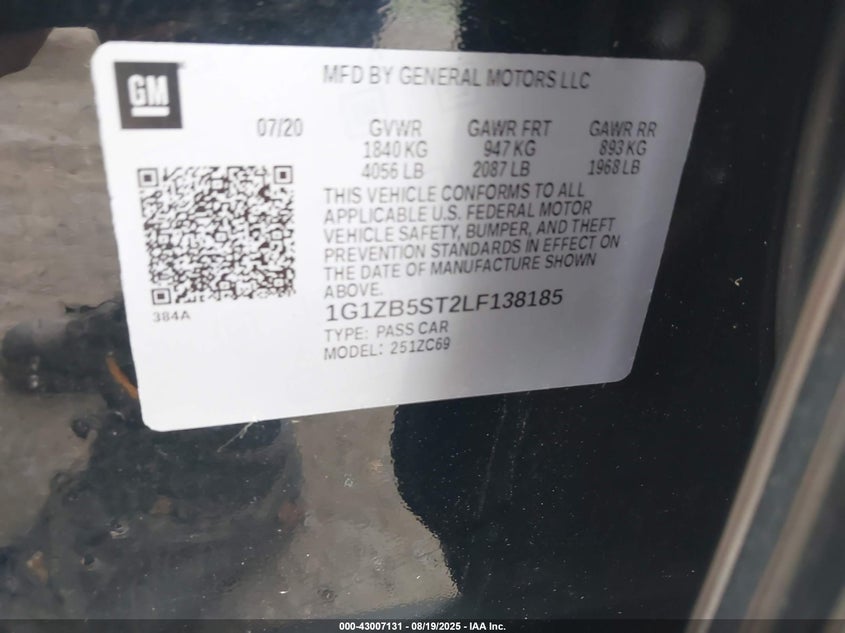 GM
MFD BY GENERAL MOTORS LLC
07/20 GVWR GAWR FRT GAWR RR
1840 KG 947 KG 893 KG
4056 LB 2087 LB 1968 LB
THIS VEHICLE CONFORMS TO ALL
APPLICABLE U.S. FEDERAL MOTOR
VEHICLE SAFETY, BUMPER, AND THEFT
PREVENTION STANDARDS IN EFFECT ON
THE DATE OF MANUFACTURE SHOWN
ABOVE.
384A
1G1ZB5ST2LF138185
TYPE: PASS CAR
MODEL: 251ZC69
000-43007131 - 08/19/2025 - IAA Inc.